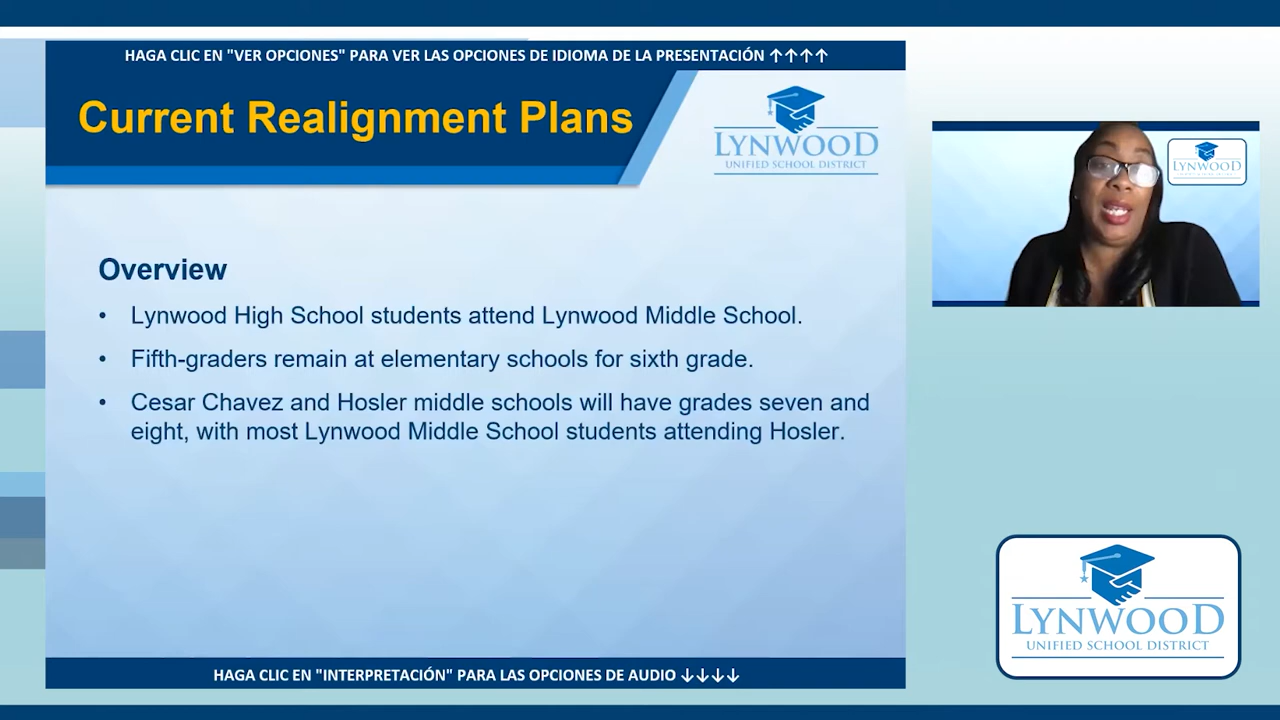 HAGA CLIC EN "VER OPCIONES" PARA VER LAS OPCIONES DE IDIOMA DE LA PRESENTACIÓN ↑↑↑↑
Current Realignment Plans
LYNWOOD
UNIFIED SCHOOL DISTRICT
LYNWOOD
Overview
• Lynwood High School students attend Lynwood Middle School.
• Fifth-graders remain at elementary schools for sixth grade.
• Cesar Chavez and Hosler middle schools will have grades seven and
eight, with most Lynwood Middle School students attending Hosler.
LYNWOOD
UNIFIED SCHOOL DISTRICT
HAGA CLIC EN "INTERPRETACIÓN" PARA LAS OPCIONES DE AUDIO ↓↓↓↓